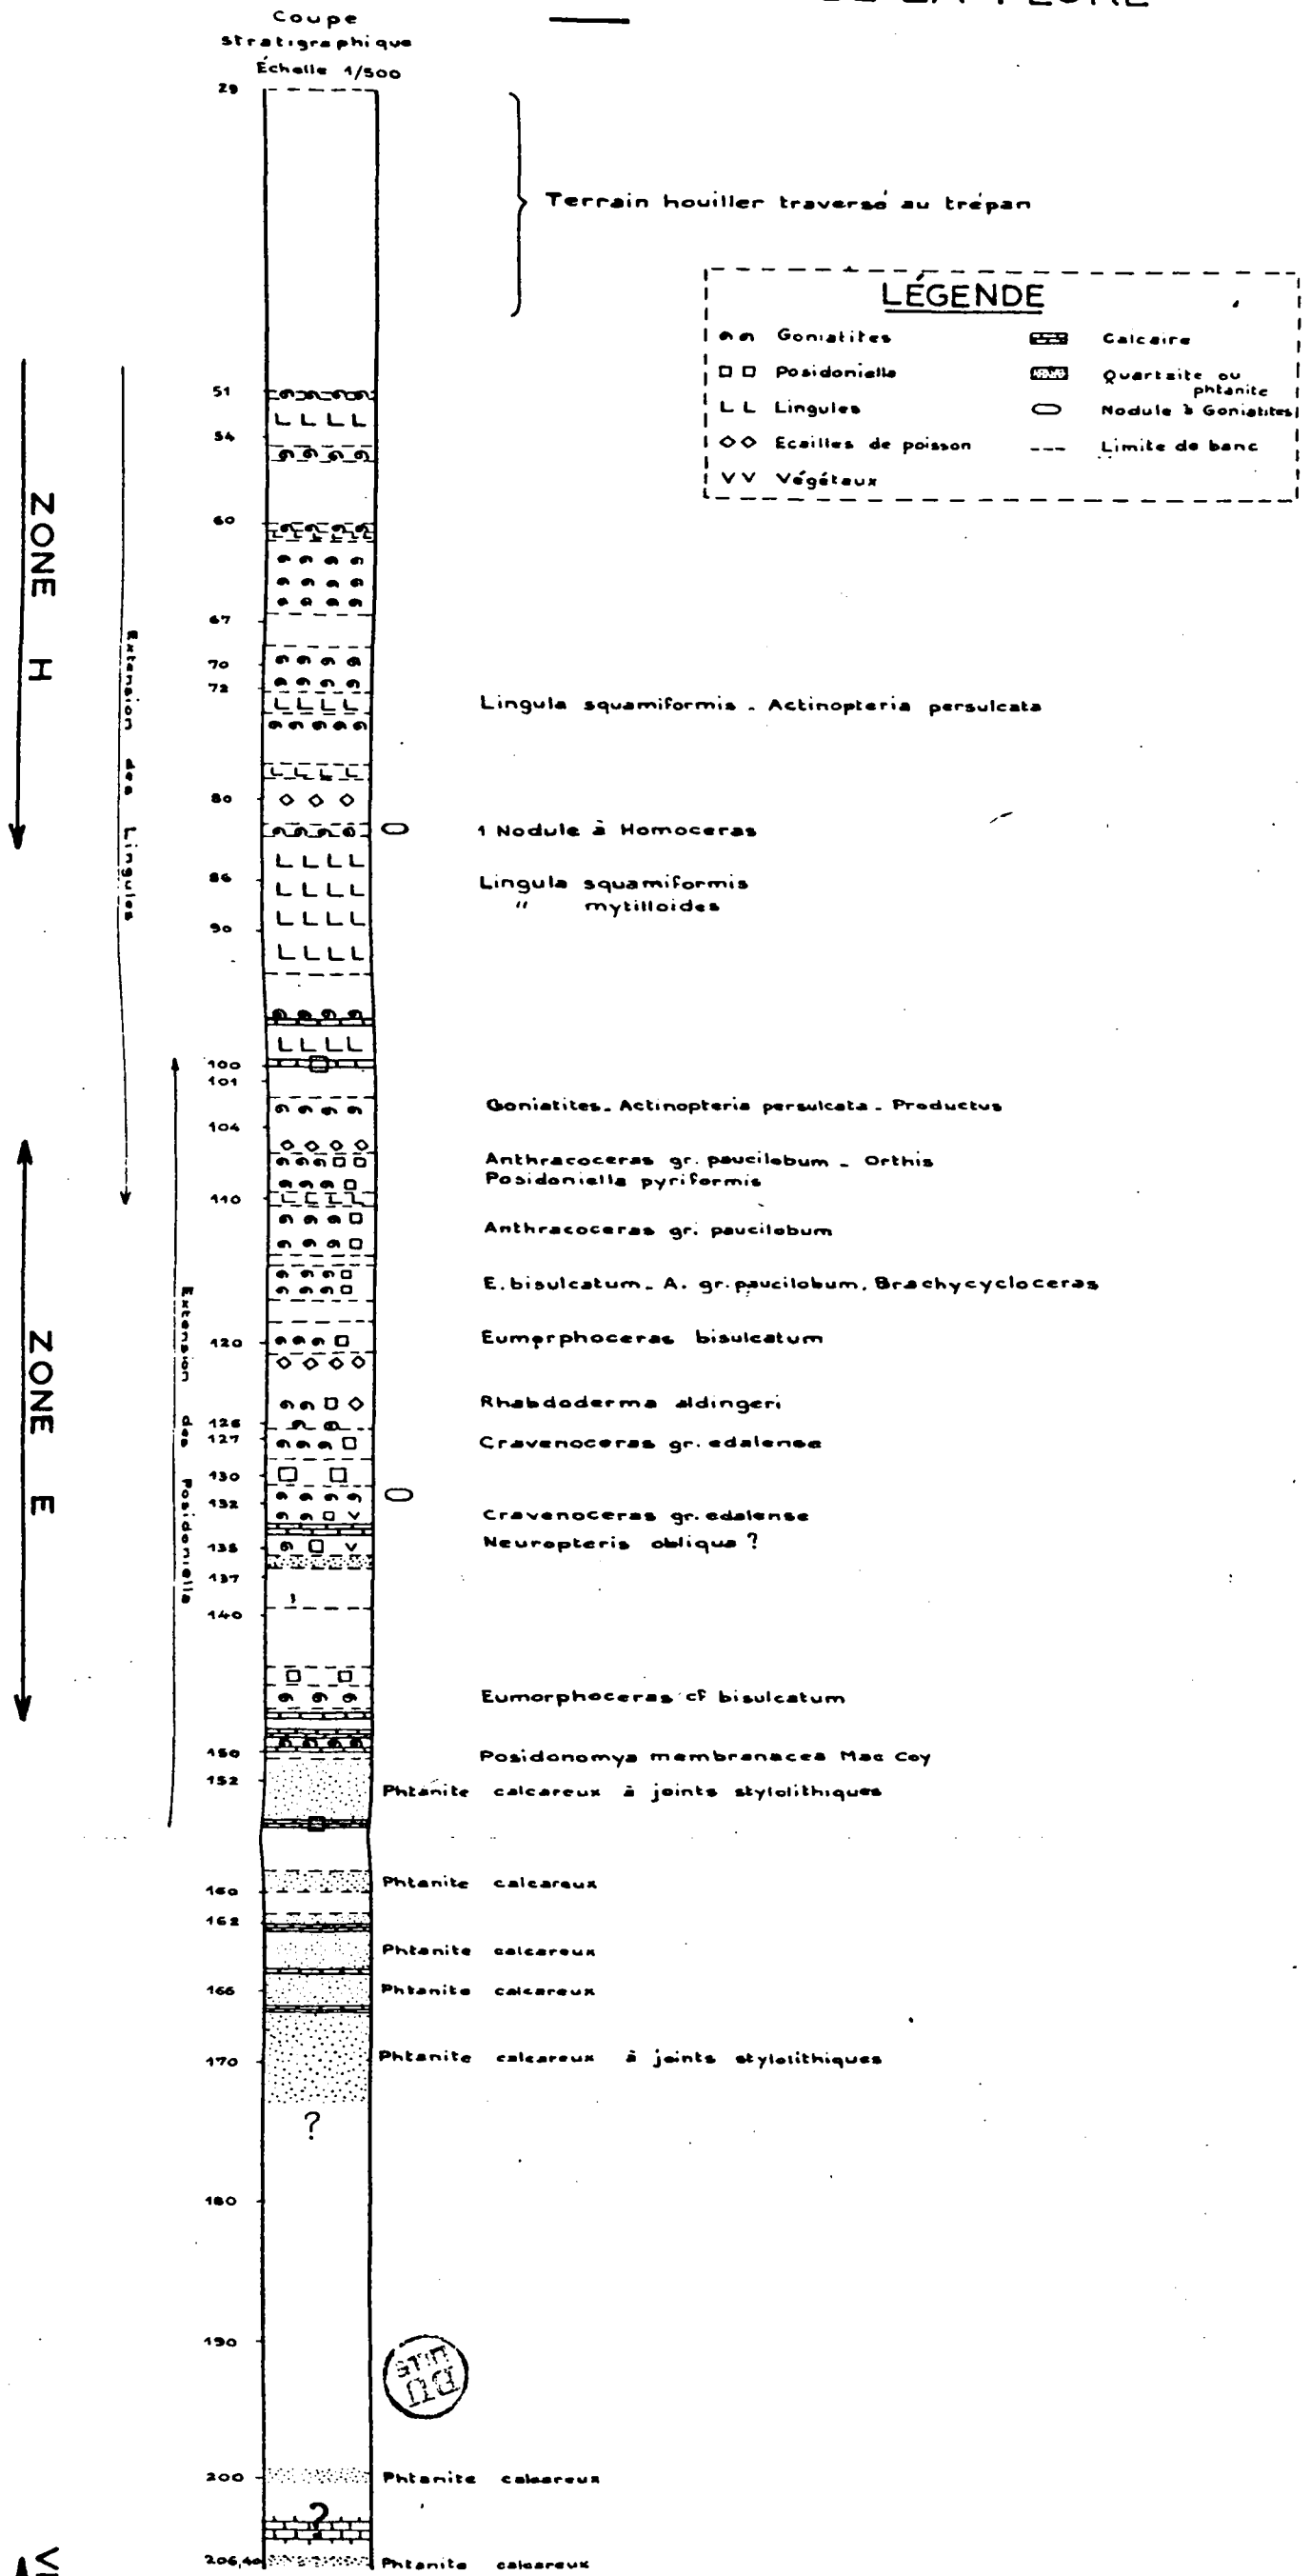 DE LA PLUME
Coupe
stratigraphique
Échelle 1/500
29
Terrain houiller traversé au trépan
LÉGENDE
Goniatites
Calcaire
Posidoniella
Quartzite ou
phtanite
L L Lingules
Nodule à Goniatites
Ecailles de poisson
Limite de banc
V V Végétaux
51
54
60
67
70
72
Lingula squamiformis - Actinopteria persulcata
80
1 Nodule à Homoceras
86
Lingula squamiformis
" mytilloides
90
100
101
Goniatites - Actinopteria persulcata - Productus
104
Anthracoceras gr. paucilobum - Orthis
Posidoniella pyriformis
110
Anthracoceras gr. paucilobum
E. bisulcatum - A. gr. paucilobum. Brachycycloceras
120
Eumorphoceras bisulcatum
Rhabdoderma aldingeri
126
127
Cravenoceras gr. edalense
130
132
Cravenoceras gr. edalense
135
Neuropteris obliqua ?
137
140
Eumorphoceras cf bisulcatum
150
Posidonomya membranacea Mac Coy
152
Phtanite calcareux à joints stylolithiques
160
Phtanite calcareux
162
Phtanite calcareux
166
Phtanite calcareux
170
Phtanite calcareux à joints stylolithiques
?
180
190
DU
200
Phtanite calcareux
?
206,40
Phtanite calcareux
ZONE H
Extension des Lingules
ZONE E
Extension des Posidoniella